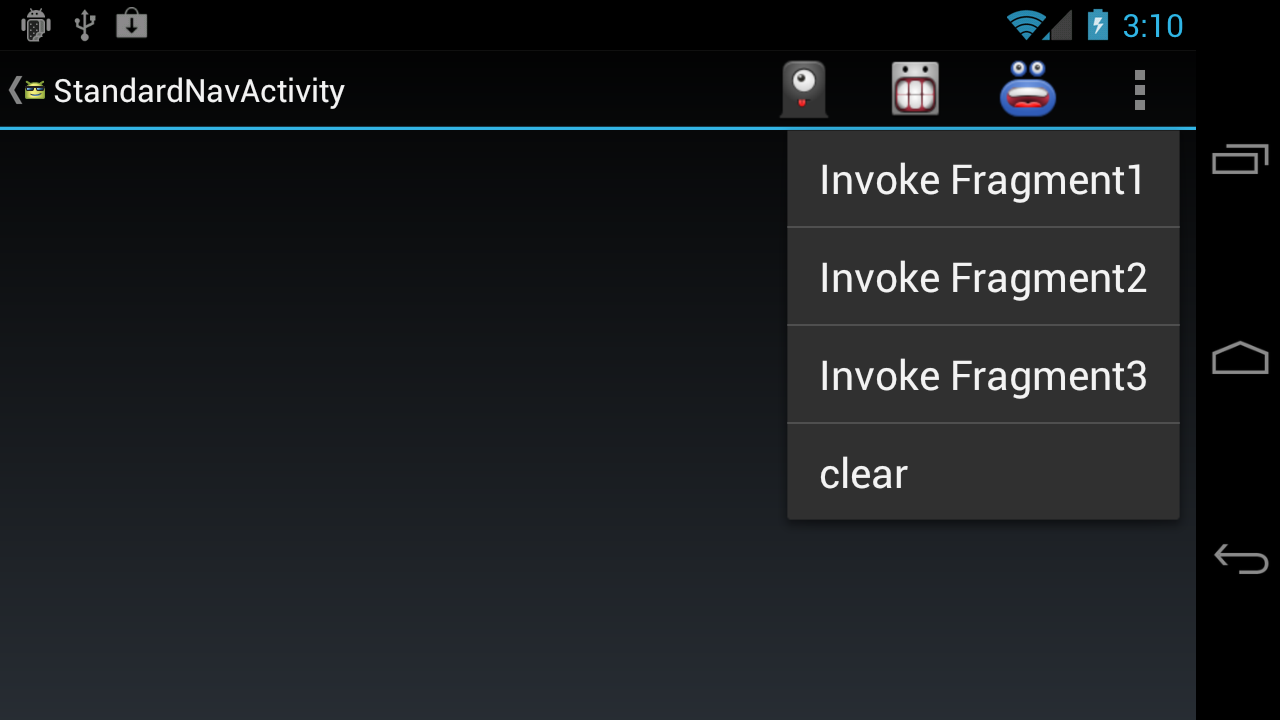 3:10
StandardNavActivity
Invoke Fragment1
Invoke Fragment2
Invoke Fragment3
clear